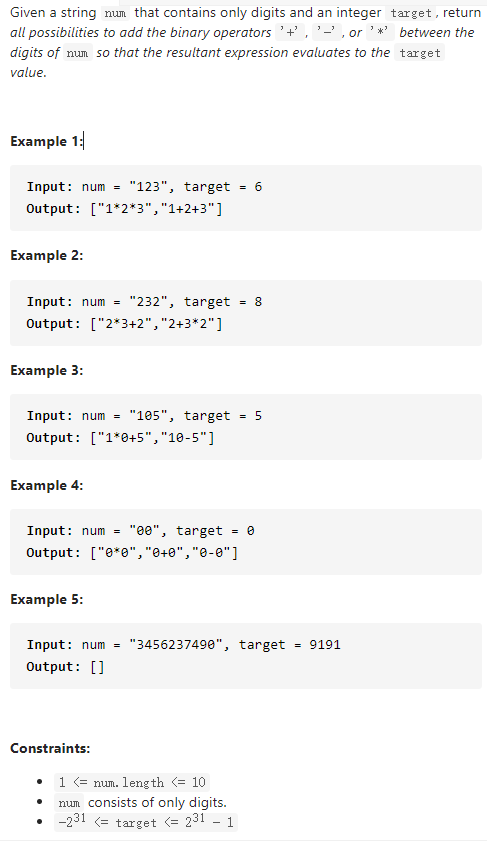 Given a string num that contains only digits and an integer target, return
all possibilities to add the binary operators '+', '-', or '*' between the
digits of num so that the resultant expression evaluates to the target
value.
Example 1:
Input: num = "123", target = 6
Output: ["1*2*3","1+2+3"]
Example 2:
Input: num = "232", target = 8
Output: ["2*3+2","2+3*2"]
Example 3:
Input: num = "105", target = 5
Output: ["1*0+5","10-5"]
Example 4:
Input: num = "00", target = 0
Output: ["0*0","0+0","0-0"]
Example 5:
Input: num = "3456237490", target = 9191
Output: []
Constraints:
• 1 <= num.length <= 10
• num consists of only digits.
• -2³¹ <= target <= 2³¹ - 1